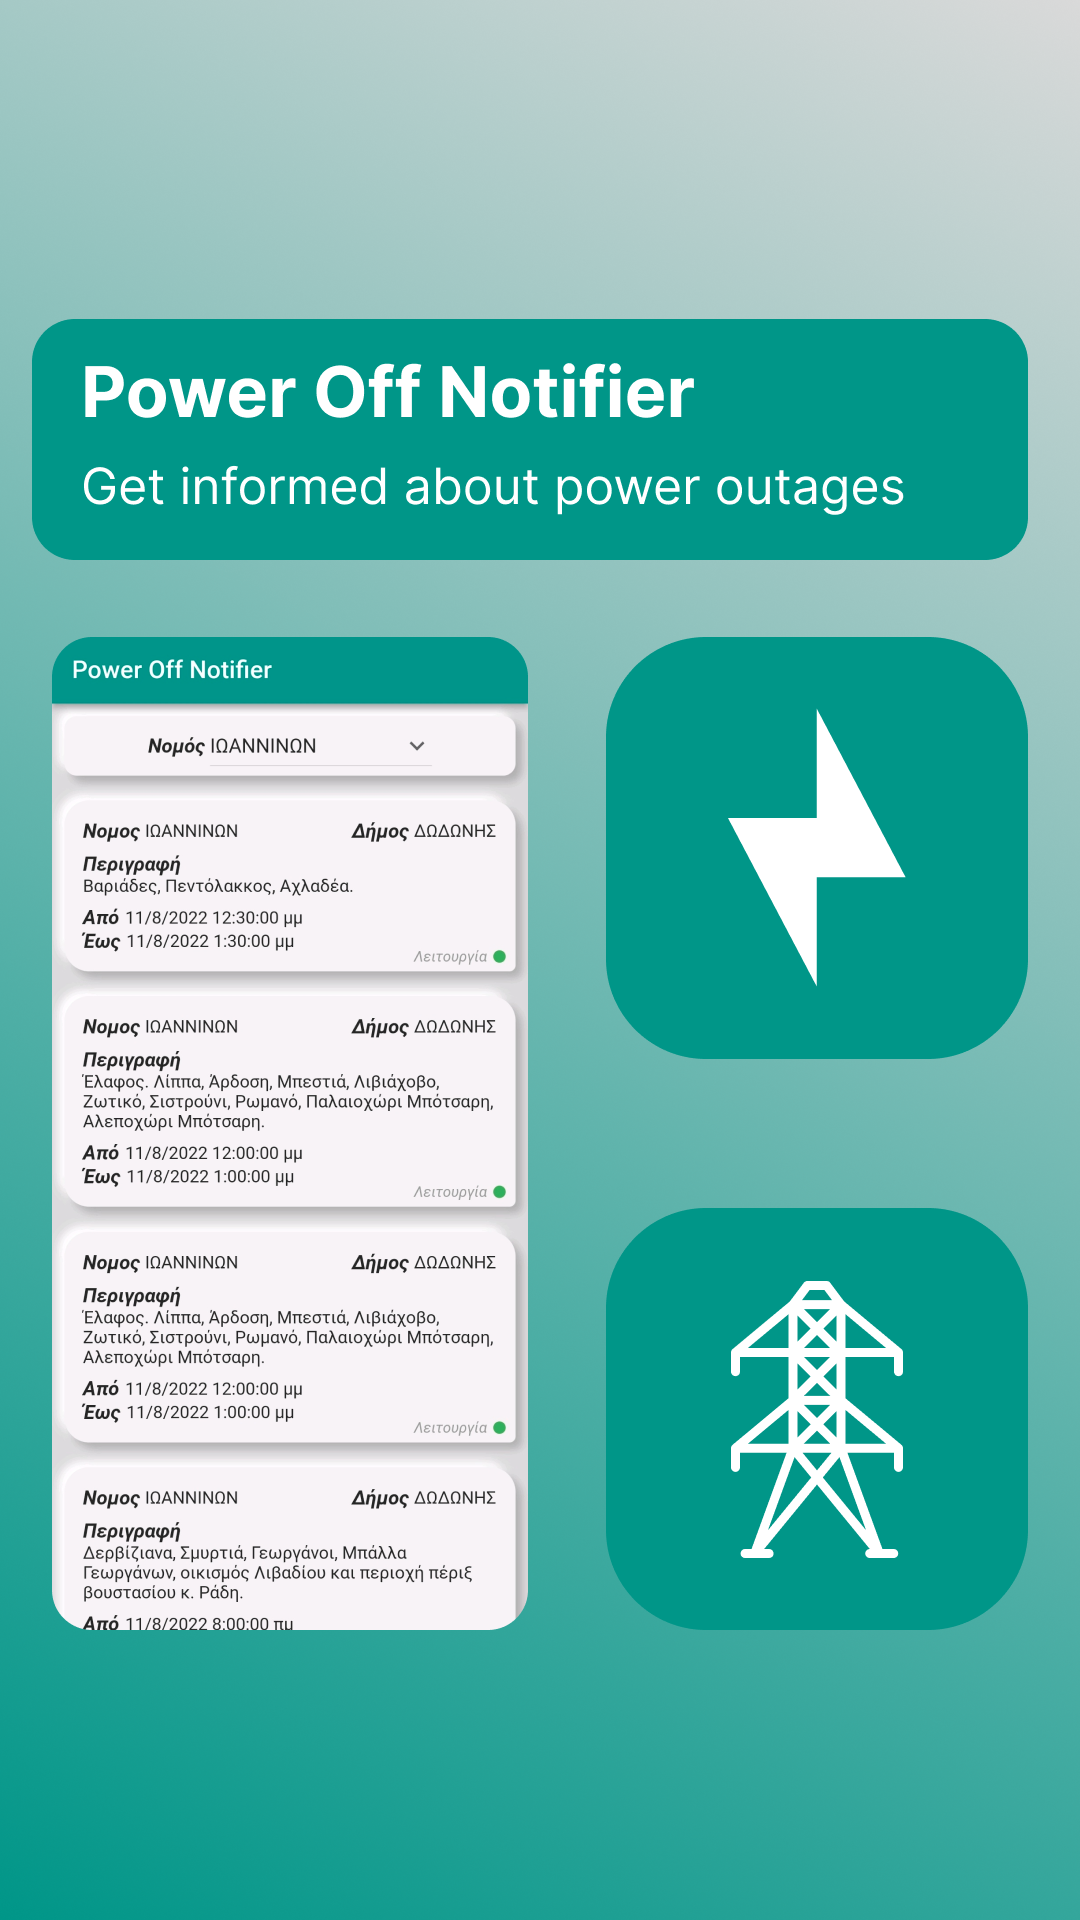 Power Off Notifier
Get informed about power outages
Power Off Notifier
Νομός ΙΩΑΝΝΙΝΩΝ
Νομος ΙΩΑΝΝΙΝΩΝ Δήμος ΔΩΔΩΝΗΣ
Περιγραφή
Βαριάδες, Πεντόλακκος, Αχλαδέα.
Από 11/8/2022 12:30:00 μμ
Έως 11/8/2022 1:30:00 μμ
Λειτουργία
Νομος ΙΩΑΝΝΙΝΩΝ Δήμος ΔΩΔΩΝΗΣ
Περιγραφή
Έλαφος. Λίππα, Άρδοση, Μπεστιά, Λιβιάχοβο,
Ζωτικό, Σιστρούνι, Ρωμανό, Παλαιοχώρι Μπότσαρη,
Αλεποχώρι Μπότσαρη.
Από 11/8/2022 12:00:00 μμ
Έως 11/8/2022 1:00:00 μμ
Λειτουργία
Νομος ΙΩΑΝΝΙΝΩΝ Δήμος ΔΩΔΩΝΗΣ
Περιγραφή
Έλαφος. Λίππα, Άρδοση, Μπεστιά, Λιβιάχοβο,
Ζωτικό, Σιστρούνι, Ρωμανό, Παλαιοχώρι Μπότσαρη,
Αλεποχώρι Μπότσαρη.
Από 11/8/2022 12:00:00 μμ
Έως 11/8/2022 1:00:00 μμ
Λειτουργία
Νομος ΙΩΑΝΝΙΝΩΝ Δήμος ΔΩΔΩΝΗΣ
Περιγραφή
Δερβίζιανα, Σμυρτιά, Γεωργάνοι, Μπάλλα
Γεωργάνων, οικισμός Λιβαδίου και περιοχή πέριξ
βουστασίου κ. Ράδη.
Από 11/8/2022 8:00:00 πμ